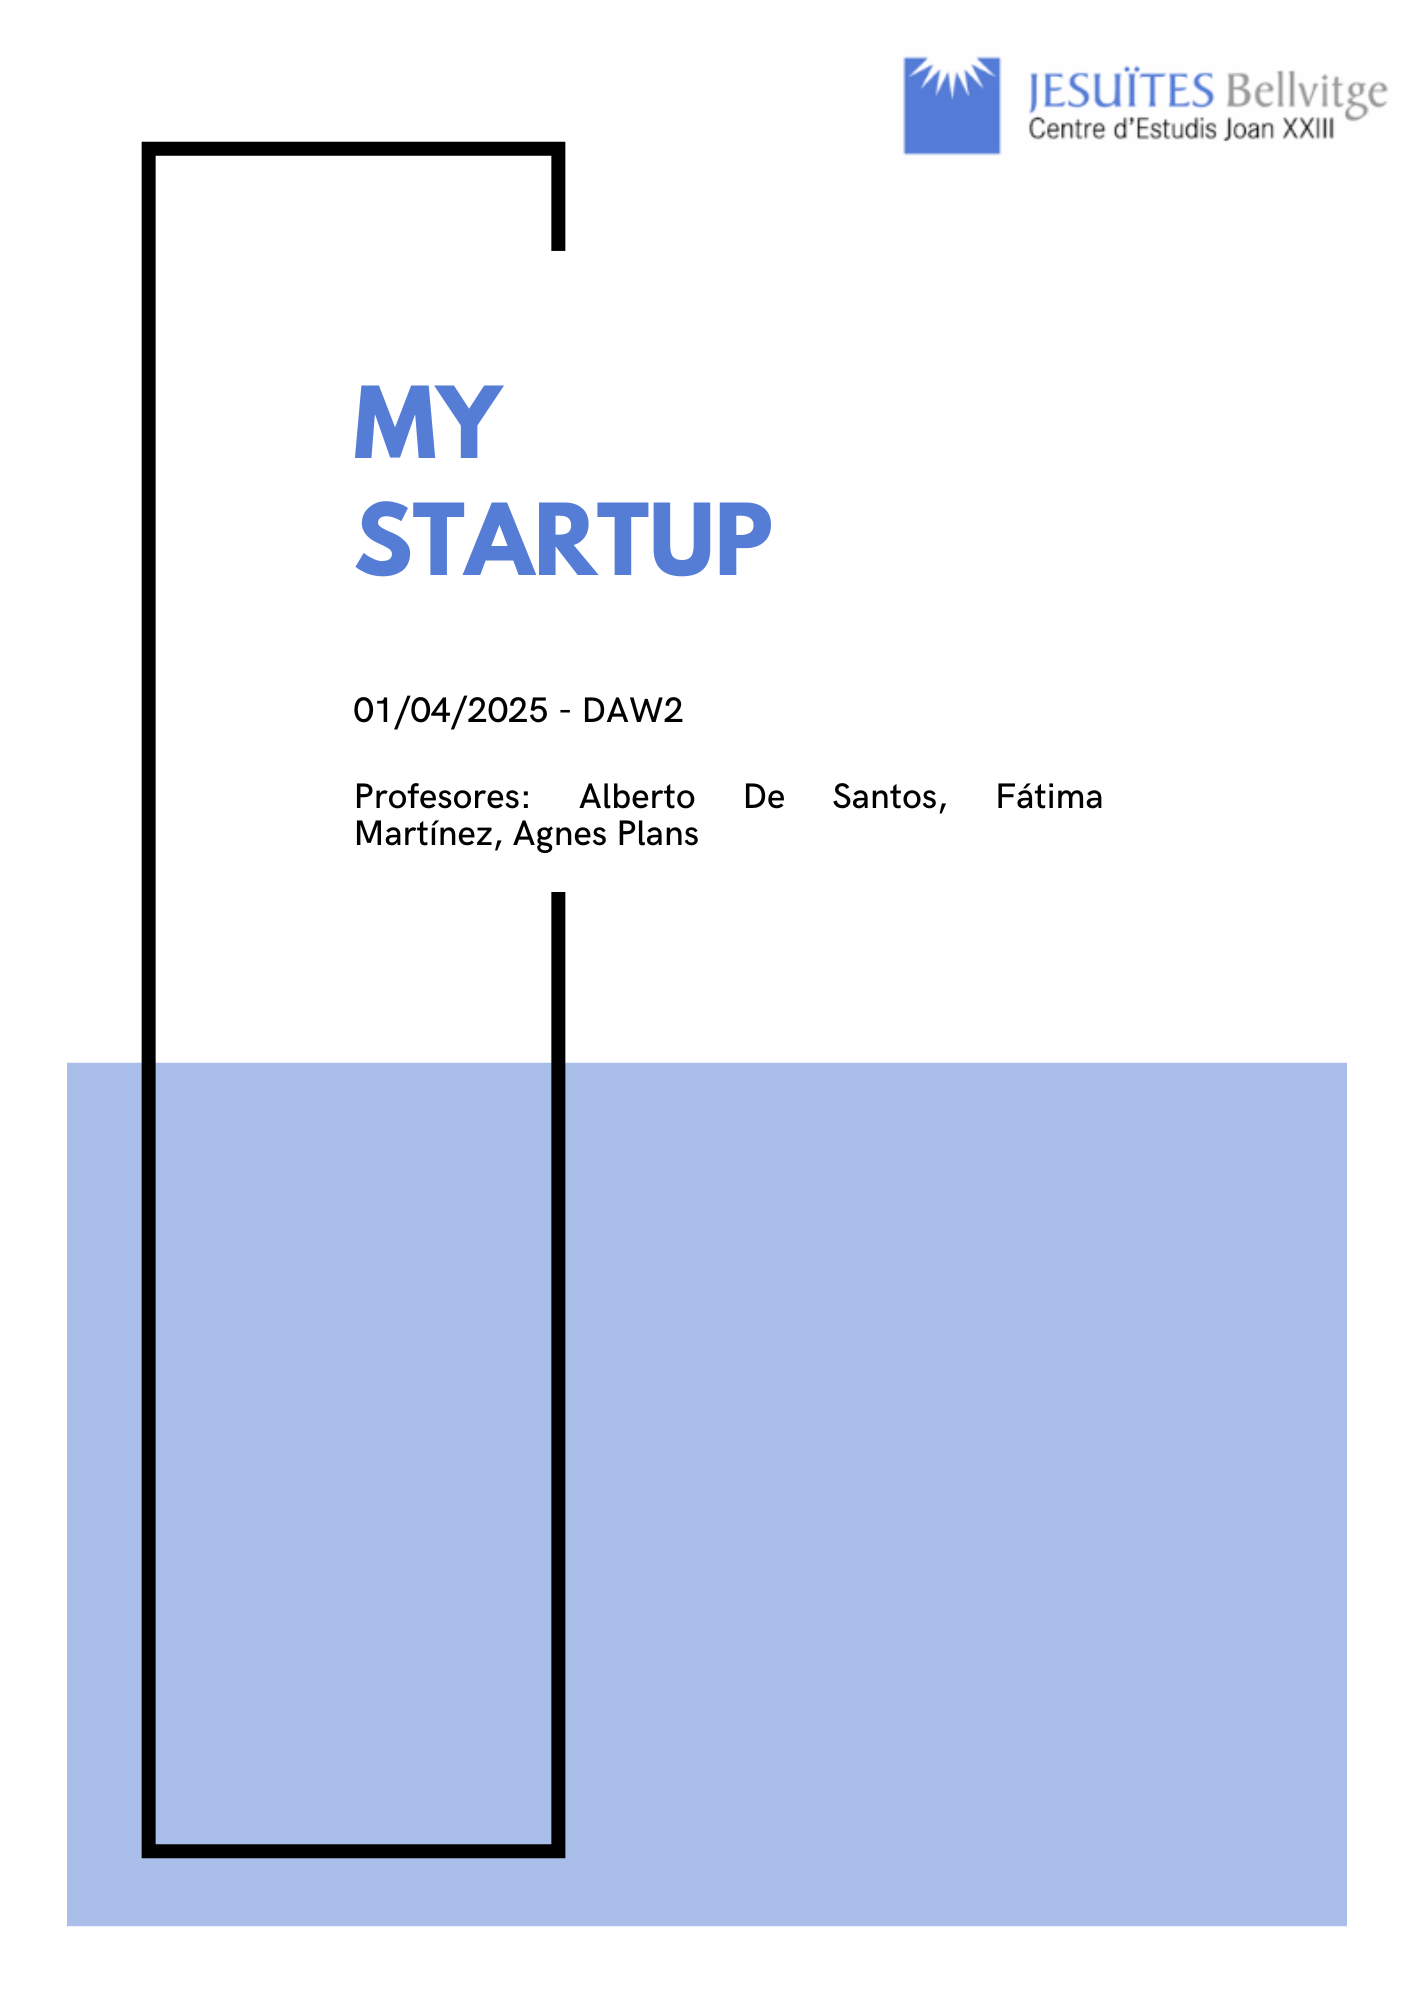 JESUÏTES Bellvitge
Centre d'Estudis Joan XXIII
MY
STARTUP
01/04/2025 - DAW2
Profesores: Alberto De Santos, Fátima
Martínez, Agnes Plans